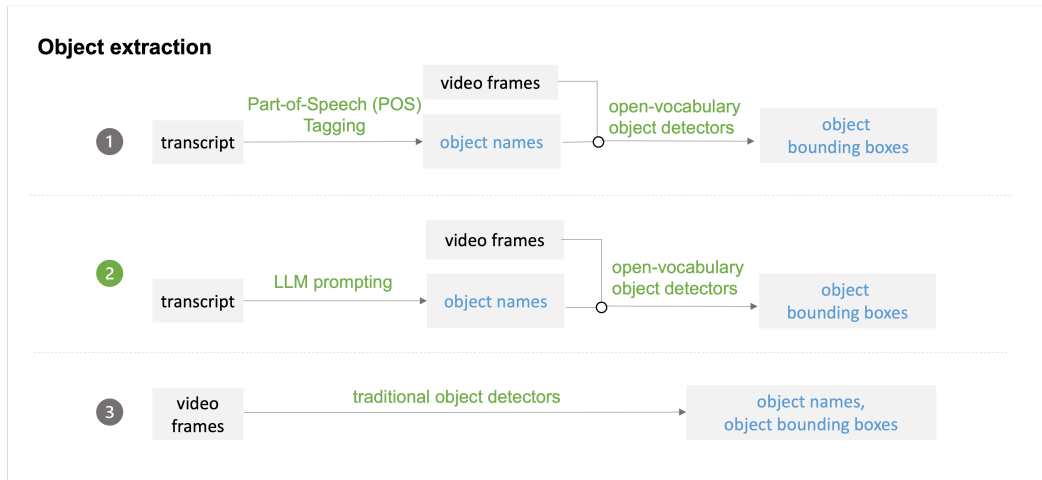 Object extraction
video frames
Part-of-Speech (POS)
Tagging
open-vocabulary
object detectors
1
transcript
object names
object
bounding boxes
video frames
2
LLM prompting
open-vocabulary
object detectors
transcript
object names
object
bounding boxes
3
video
frames
traditional object detectors
object names,
object bounding boxes